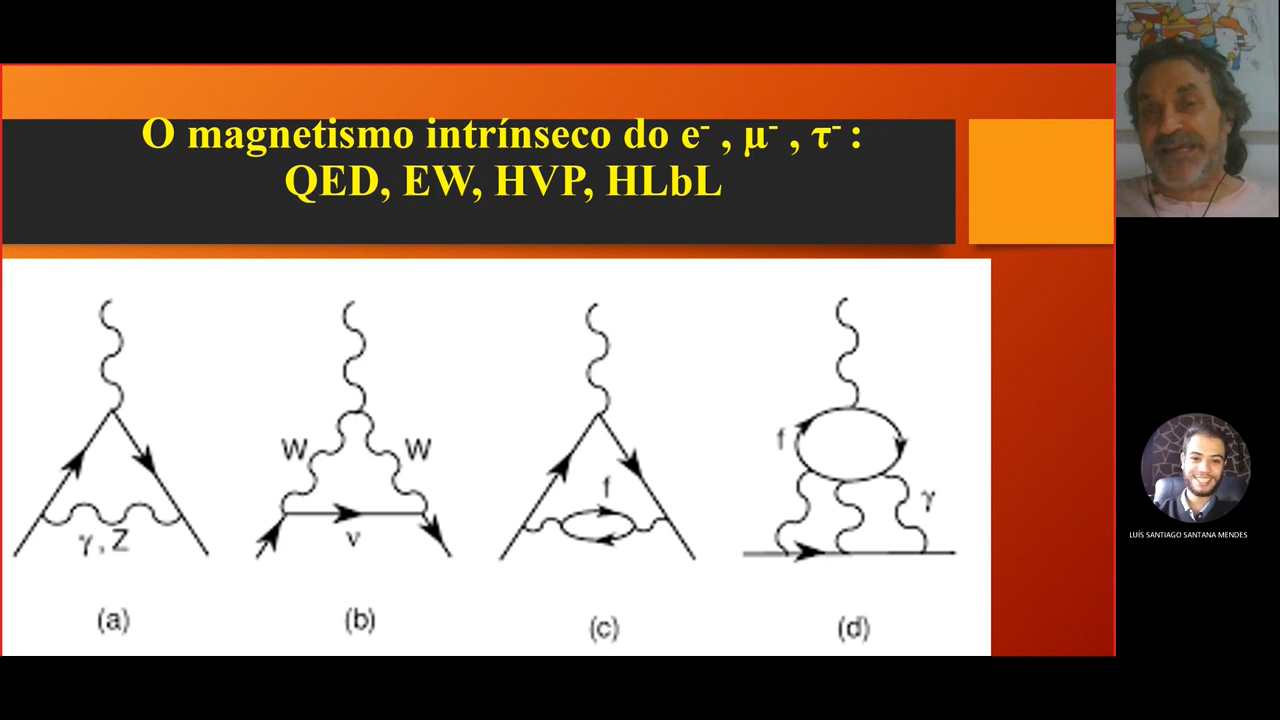 O magnetismo intrínseco do e⁻ , μ⁻ , τ⁻ :
QED, EW, HVP, HLbL
W W
γ , Z
ν
f
f
γ
(a) (b) (c) (d)
LUÍS SANTIAGO SANTANA MENDES